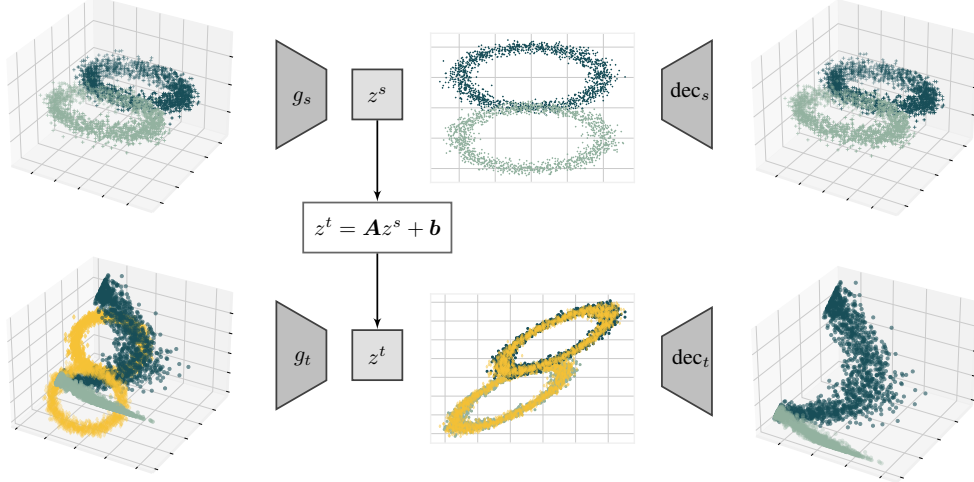 g_s
z^s
dec_s
z^t = Az^s + b
g_t
z^t
dec_t